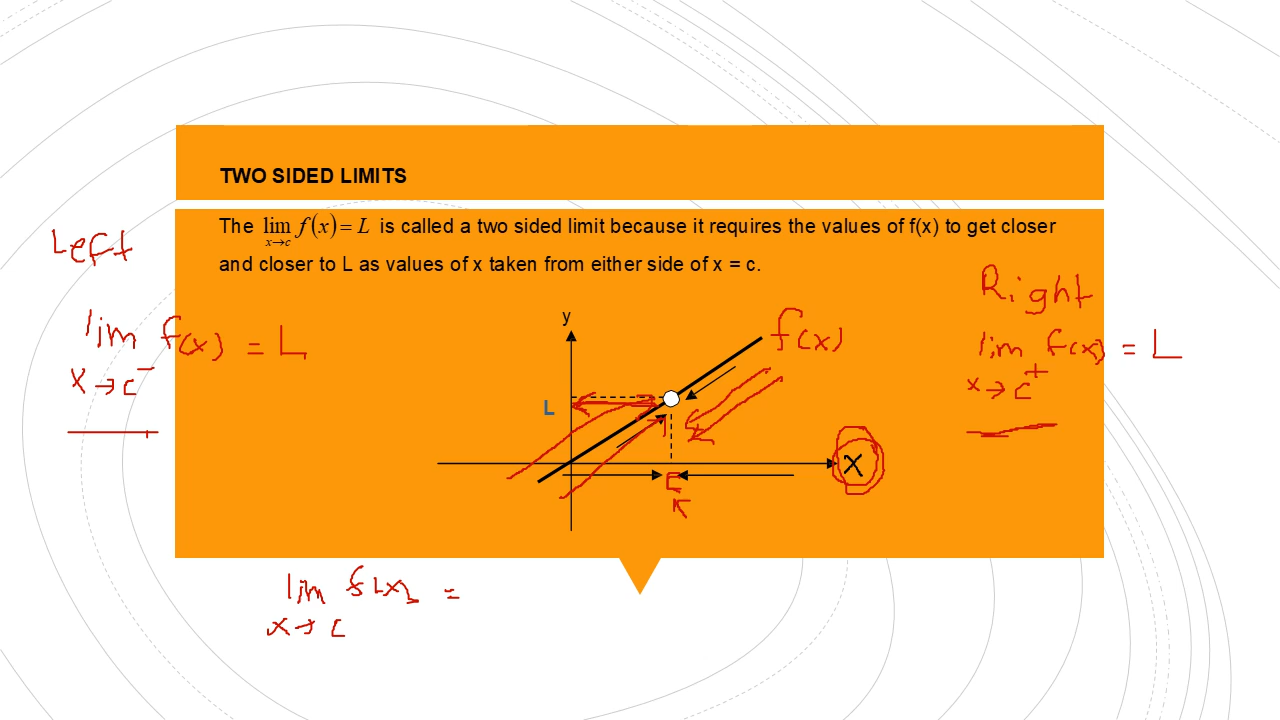 TWO SIDED LIMITS
The lim x→c f(x) = L is called a two sided limit because it requires the values of f(x) to get closer
and closer to L as values of x taken from either side of x = c.
Left
lim f(x) = L
x → c⁻
Right
lim f(x) = L
x → c⁺
y
f(x)
L
X
c
lim f(x) =
x → c